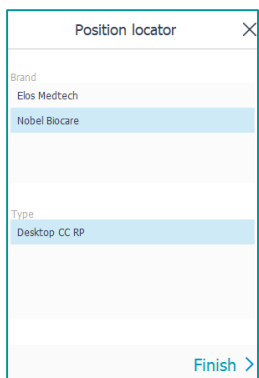 Position locator
Brand
Elos Medtech
Nobel Biocare
Type
Desktop CC RP
Finish